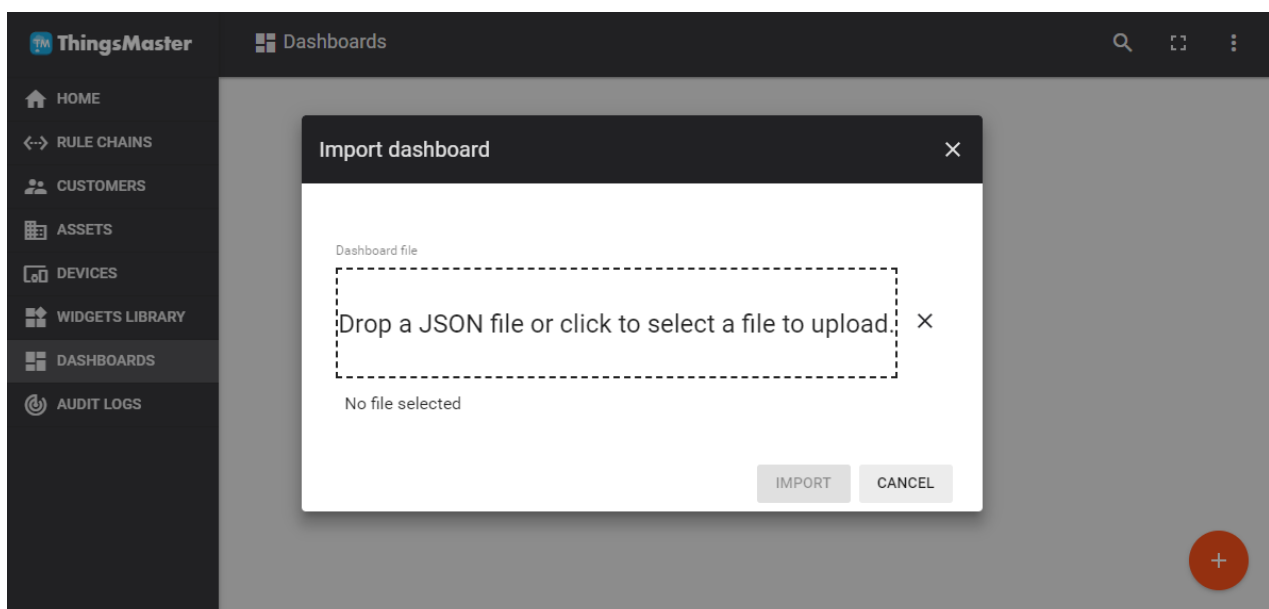 TM ThingsMaster
Dashboards
HOME
RULE CHAINS
CUSTOMERS
ASSETS
DEVICES
WIDGETS LIBRARY
DASHBOARDS
AUDIT LOGS
Import dashboard
Dashboard file
Drop a JSON file or click to select a file to upload.
No file selected
IMPORT CANCEL